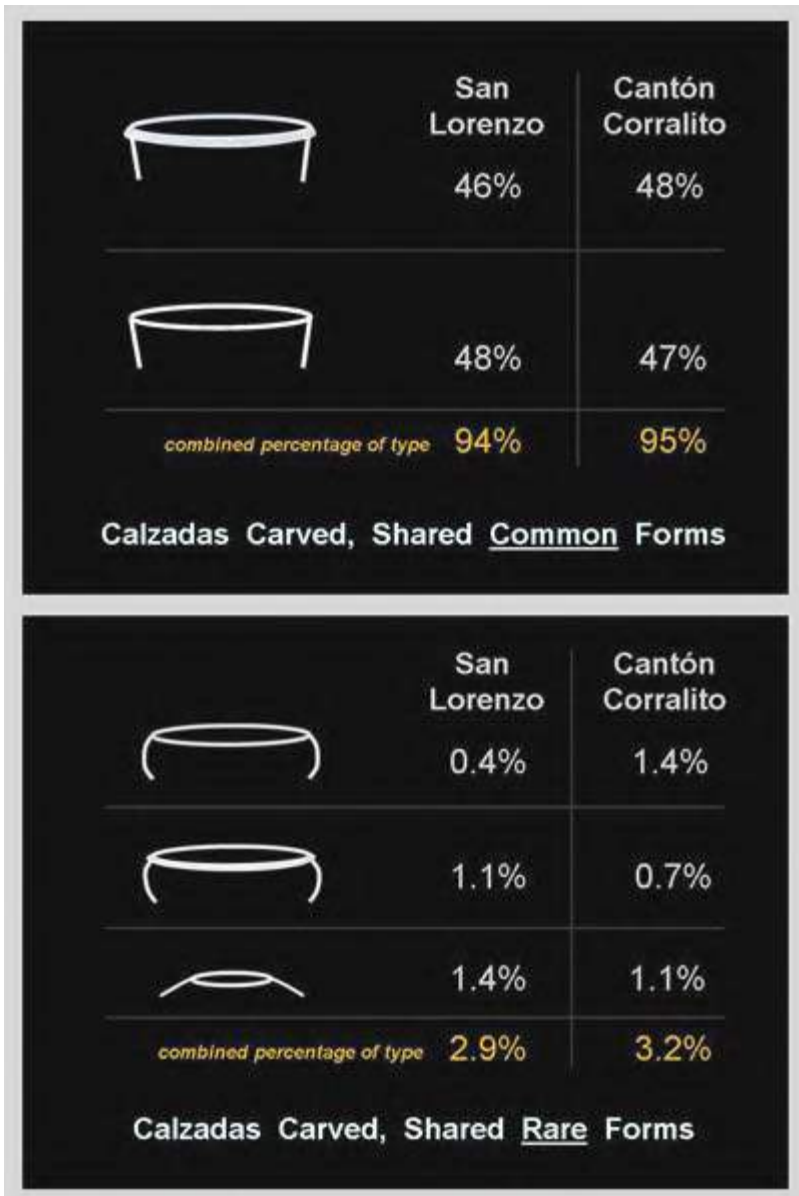 San Cantón
Lorenzo Corralito
46% 48%
48% 47%
combined percentage of type 94% 95%
Calzadas Carved, Shared Common Forms
San Cantón
Lorenzo Corralito
0.4% 1.4%
1.1% 0.7%
1.4% 1.1%
combined percentage of type 2.9% 3.2%
Calzadas Carved, Shared Rare Forms